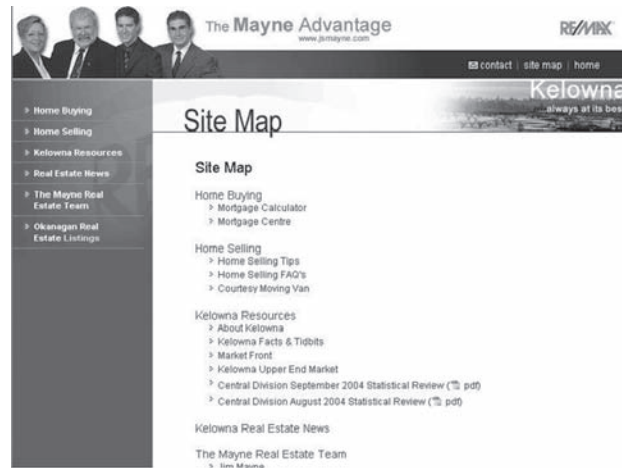 The Mayne Advantage
www.jsmayne.com
RE/MAX
contact | site map | home
Kelowna
always at its bes
» Home Buying
» Home Selling
» Kelowna Resources
» Real Estate News
» The Mayne Real
Estate Team
» Okanagan Real
Estate Listings
Site Map
Site Map
Home Buying
» Mortgage Calculator
» Mortgage Centre
Home Selling
» Home Selling Tips
» Home Selling FAQ's
» Courtesy Moving Van
Kelowna Resources
» About Kelowna
» Kelowna Facts & Tidbits
» Market Front
» Kelowna Upper End Market
» Central Division September 2004 Statistical Review ( pdf)
» Central Division August 2004 Statistical Review ( pdf)
Kelowna Real Estate News
The Mayne Real Estate Team
» Jim Mayne